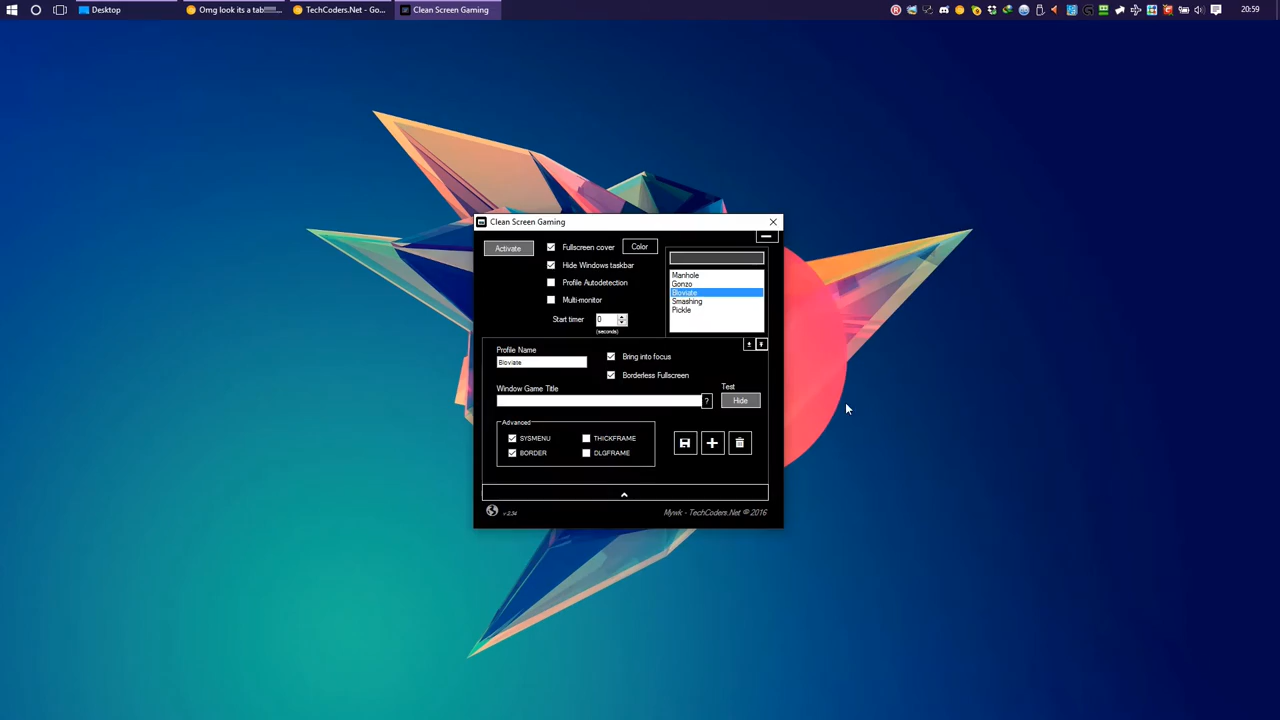 Desktop
Omg look its a tab
TechCoders.Net - Go...
Clean Screen Gaming
20:59
Clean Screen Gaming
Activate
Fullscreen cover
Color
Hide Windows taskbar
Profile Autodetection
Multi-monitor
Start timer
0
(seconds)
Manhole
Gonzo
Bloviate
Smashing
Pickle
Profile Name
Bloviate
Bring into focus
Borderless Fullscreen
Window Game Title
?
Test
Hide
Advanced
SYSMENU
THICKFRAME
BORDER
DLGFRAME
v 2.34
Mywk - TechCoders.Net © 2016